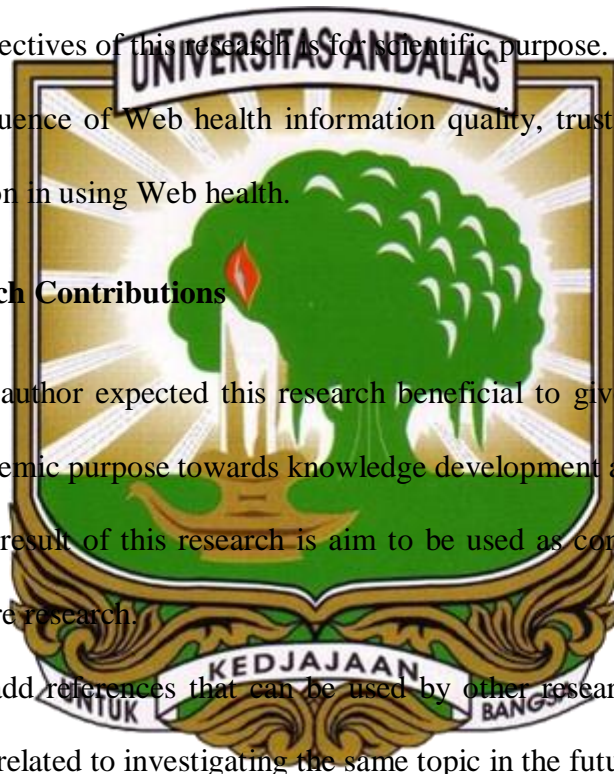 ectives of this research is for scientific purpose.
UNIVERSITAS ANDALAS
uence of Web health information quality, trust
on in using Web health.
ch Contributions
author expected this research beneficial to giv
emic purpose towards knowledge development a
result of this research is aim to be used as con
re research.
KEDJAJAAN
add references that can be used by other resear
UNTUK BANGSA
related to investigating the same topic in the futu